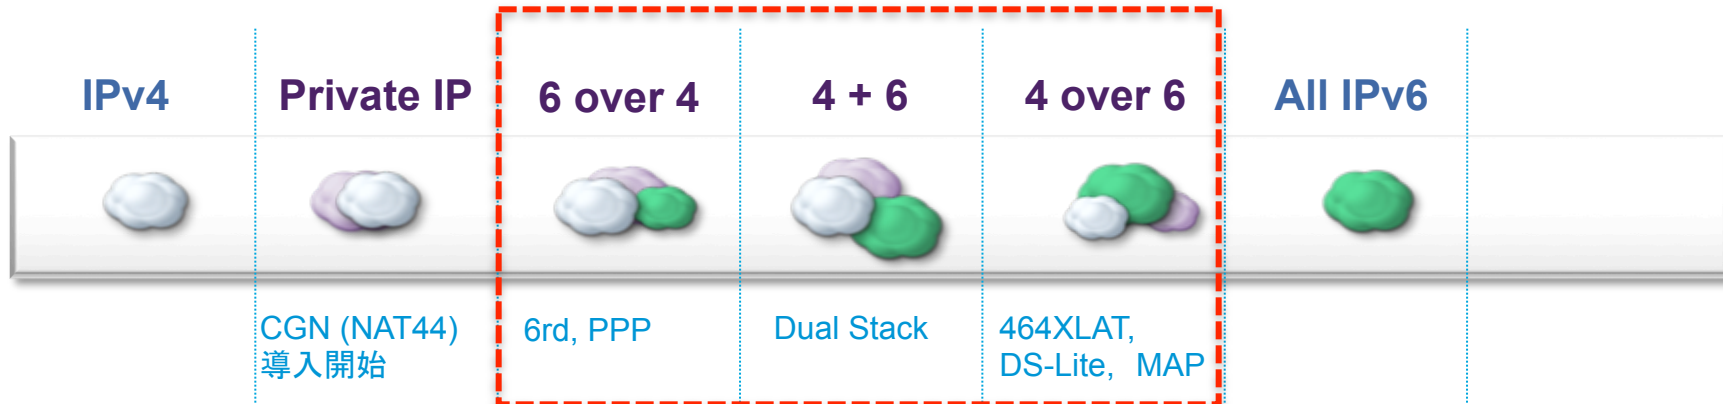 IPv4
Private IP
6 over 4
4 + 6
4 over 6
All IPv6
CGN (NAT44)
導入開始
6rd, PPP
Dual Stack
464XLAT,
DS-Lite, MAP